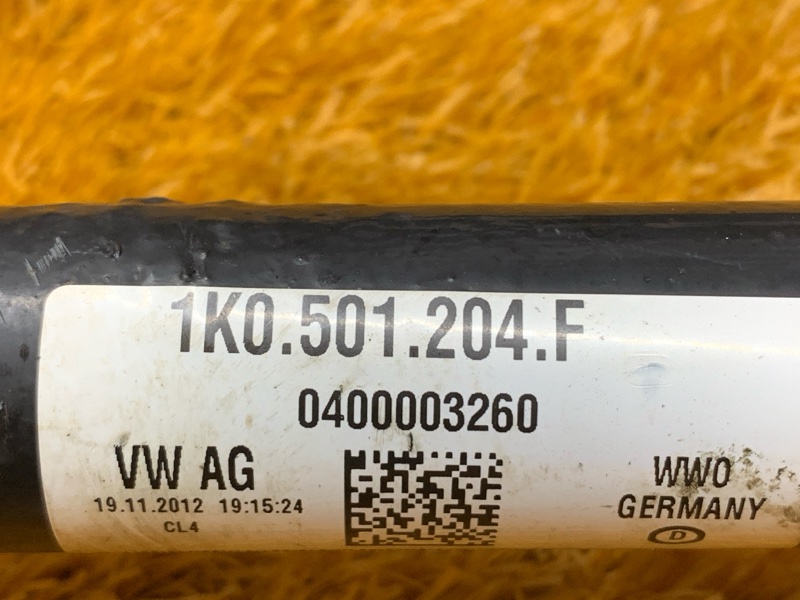 1K0.501.204.F
0400003260
VW AG
19.11.2012 19:15:24
CL4
WWO
GERMANY
D